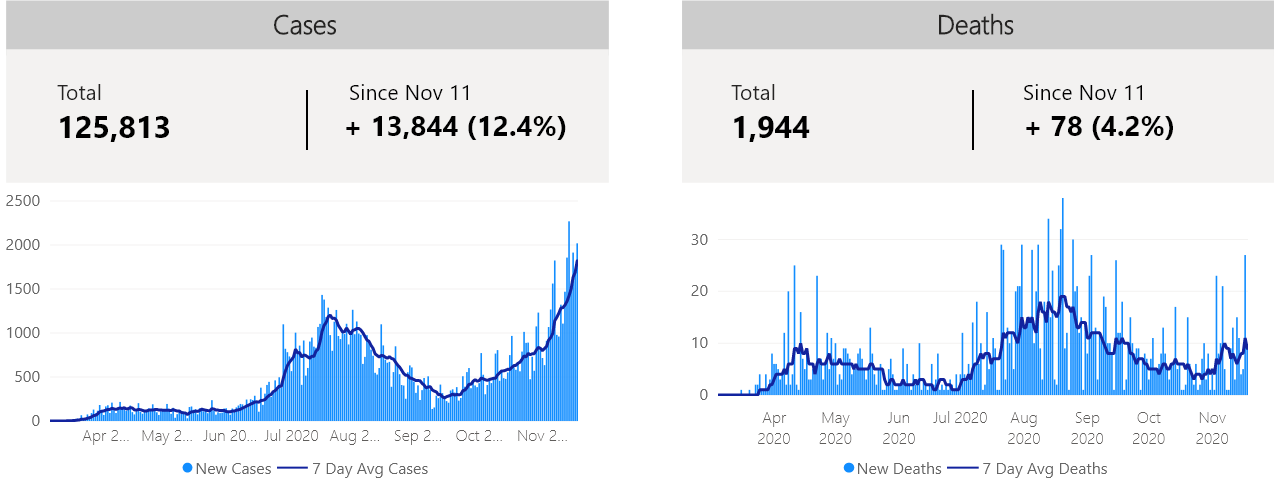 Cases
Total
125,813
Since Nov 11
+ 13,844 (12.4%)
2500
2000
1500
1000
500
0
Apr 2... May 2... Jun 20... Jul 2020 Aug 2... Sep 2... Oct 2... Nov 2...
New Cases 7 Day Avg Cases
Deaths
Total
1,944
Since Nov 11
+ 78 (4.2%)
30
20
10
0
Apr 2020 May 2020 Jun 2020 Jul 2020 Aug 2020 Sep 2020 Oct 2020 Nov 2020
New Deaths 7 Day Avg Deaths